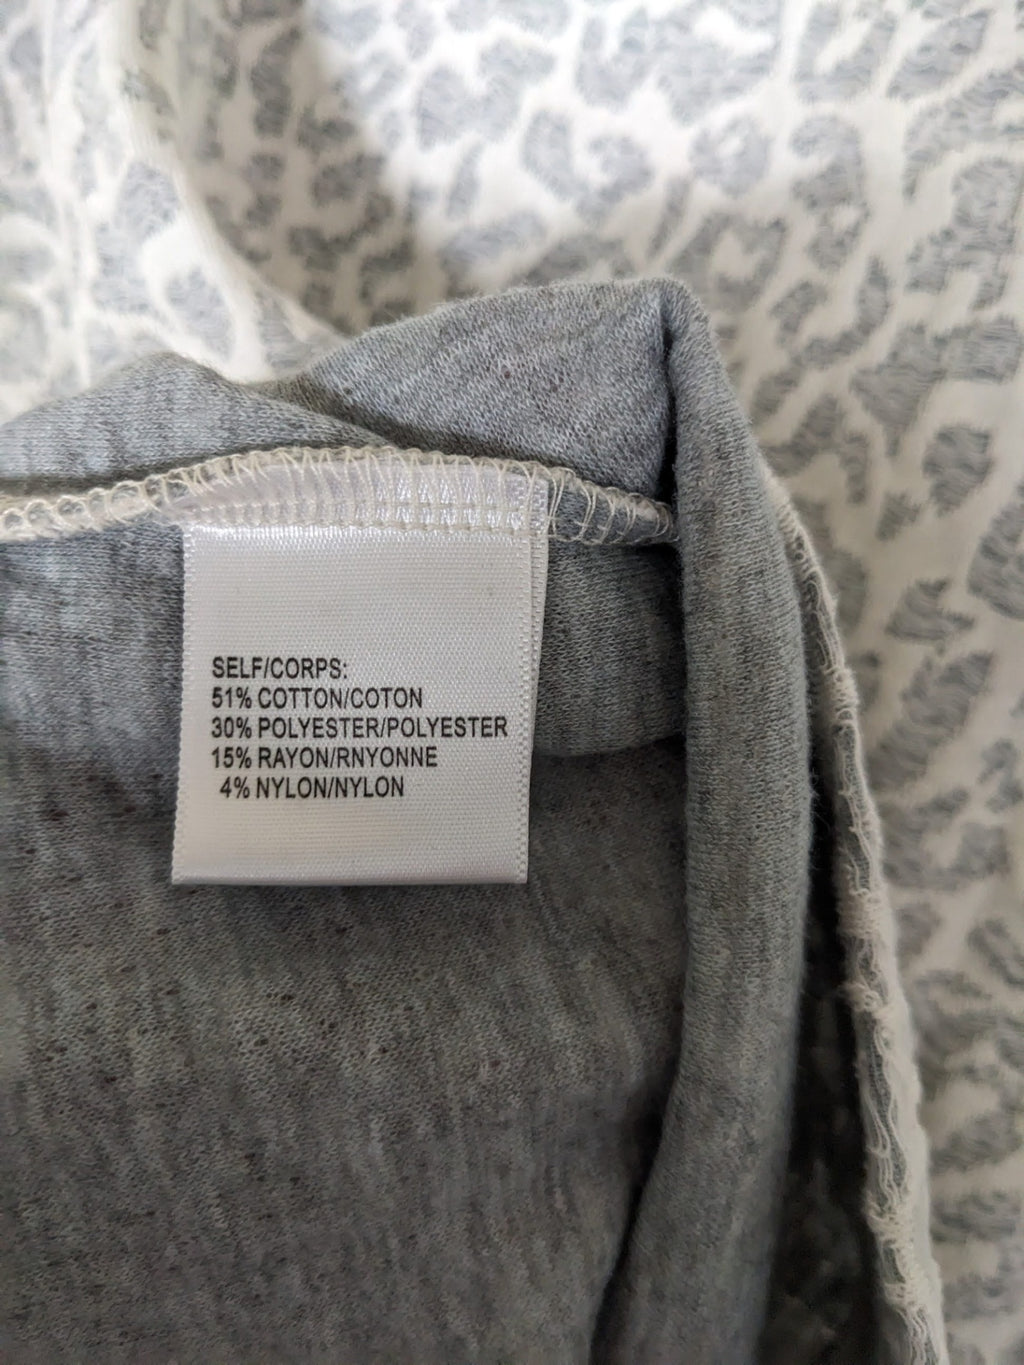 SELF/CORPS:
51% COTTON/COTON
30% POLYESTER/POLYESTER
15% RAYON/RNYONNE
4% NYLON/NYLON